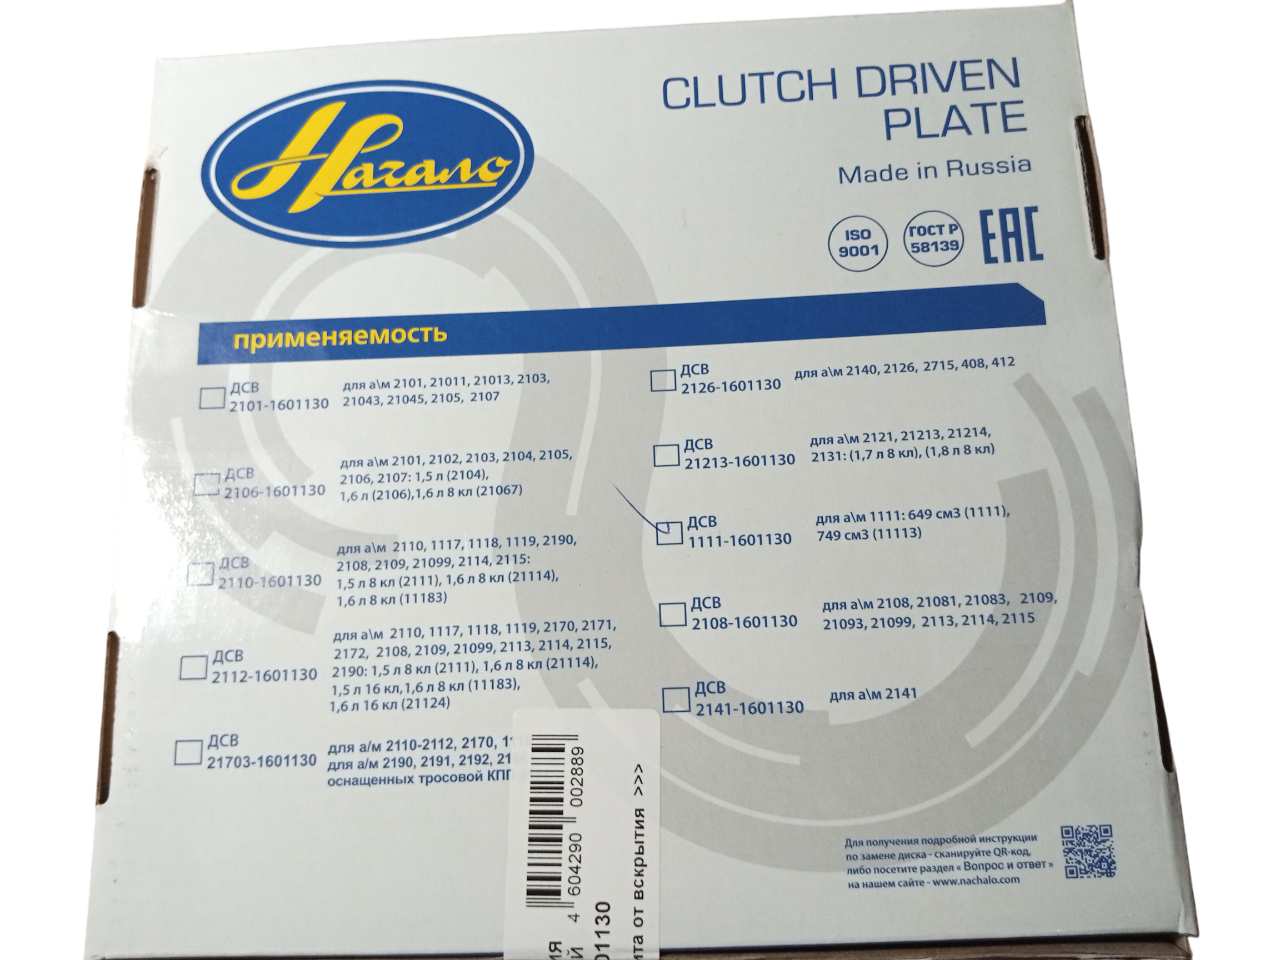 Начало
CLUTCH DRIVEN
PLATE
Made in Russia
ISO
9001
ГОСТ Р
58139
EAC
применяемость
ДСВ
2101-1601130
для а\м 2101, 21011, 21013, 2103,
21043, 21045, 2105, 2107
ДСВ
2106-1601130
для а\м 2101, 2102, 2103, 2104, 2105,
2106, 2107: 1,5 л (2104),
1,6 л (2106),1,6 л 8 кл (21067)
ДСВ
2110-1601130
для а\м 2110, 1117, 1118, 1119, 2190,
2108, 2109, 21099, 2114, 2115:
1,5 л 8 кл (2111), 1,6 л 8 кл (21114),
1,6 л 8 кл (11183)
ДСВ
2112-1601130
для а\м 2110, 1117, 1118, 1119, 2170, 2171,
2172, 2108, 2109, 21099, 2113, 2114, 2115,
2190: 1,5 л 8 кл (2111), 1,6 л 8 кл (21114),
1,5 л 16 кл,1,6 л 8 кл (11183),
1,6 л 16 кл (21124)
ДСВ
21703-1601130
для а/м 2110-2112, 2170,
для а/м 2190, 2191, 2192,
оснащенных тросовой
ДСВ
2126-1601130
для а\м 2140, 2126, 2715, 408, 412
ДСВ
21213-1601130
для а\м 2121, 21213, 21214,
2131: (1,7 л 8 кл), (1,8 л 8 кл)
ДСВ
1111-1601130
для а\м 1111: 649 см3 (1111),
749 см3 (11113)
ДСВ
2108-1601130
для а\м 2108, 21081, 21083, 2109,
21093, 21099, 2113, 2114, 2115
ДСВ
2141-1601130
для а\м 2141
4 604290 002889
01130
ита от вскрытия >>>
Для получения подробной инструкции
по замене диска - сканируйте QR-код,
либо посетите раздел « Вопрос и ответ »
на нашем сайте - www.nachalo.com